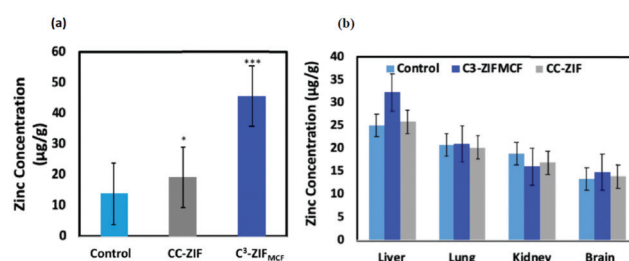 (a)
Zinc Concentration
(µg/g)
60
50
40
30
20
10
0
*
***
Control CC-ZIF C³-ZIF_MCF
(b)
Zinc Concentration (µg/g)
40
35
30
25
20
15
10
5
0
Control C3-ZIFMCF CC-ZIF
Liver Lung Kidney Brain